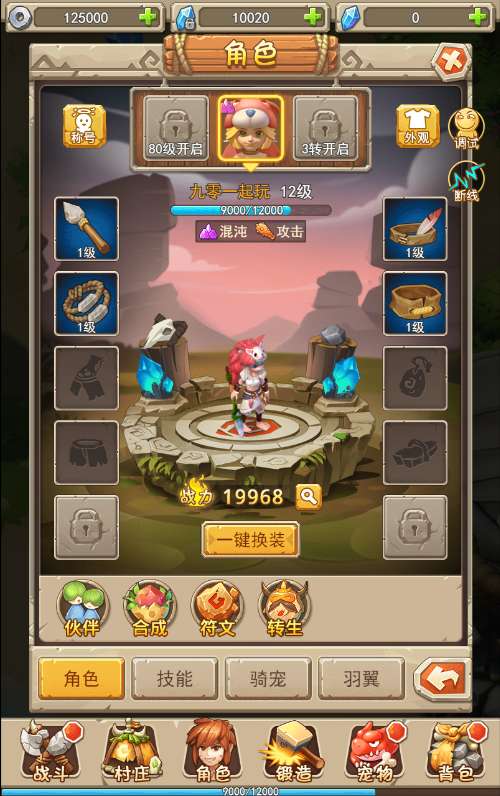 125000
10020
0
角色
称号
80级开启
3转开启
外观
调试
断线
九零一起玩 12级
9000/12000
混沌 攻击
1级
1级
1级
1级
战力 19968
一键换装
伙伴 合成 符文 转生
角色 技能 骑宠 羽翼
战斗 村庄 角色 锻造 宠物 背包
9000/12000